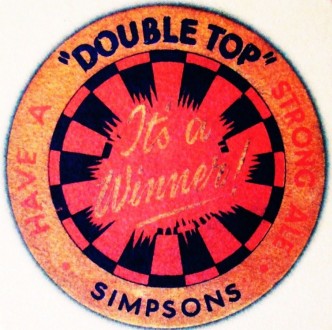 HAVE A
"DOUBLE TOP"
STRONG ALE
It's a
Winner!
SIMPSONS